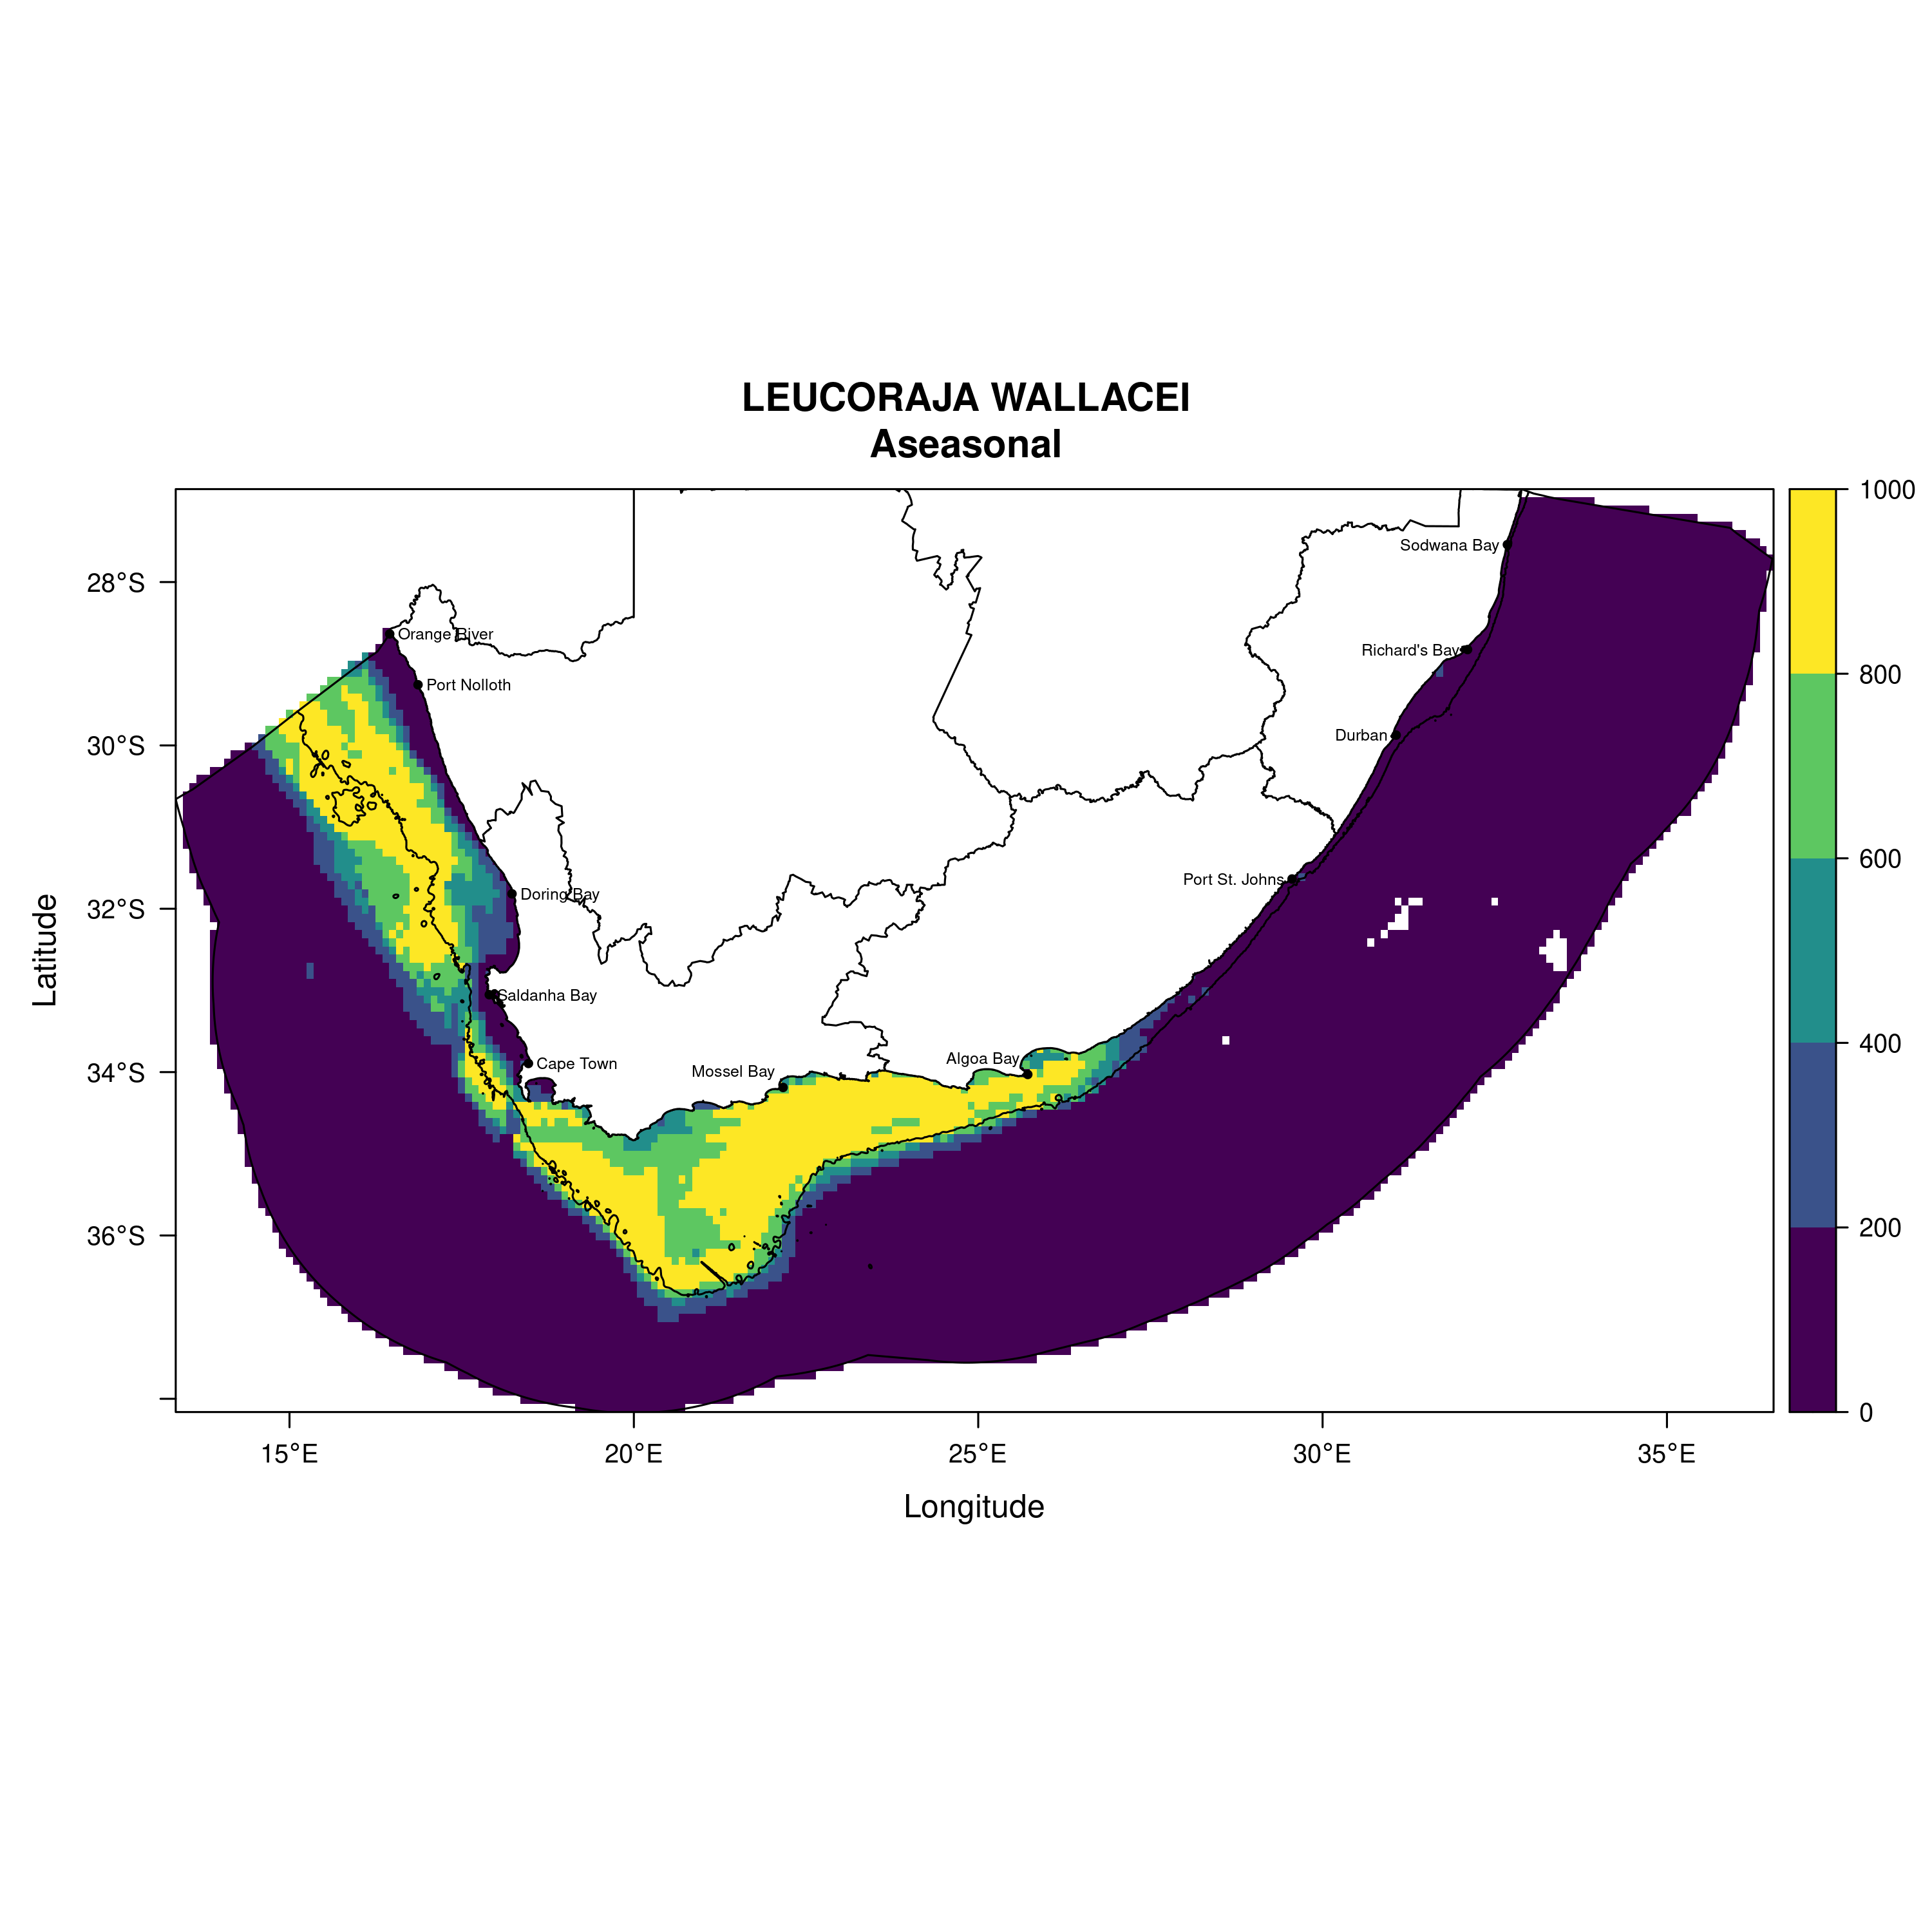 LEUCORAJA WALLACEI
Aseasonal
1000
800
600
400
200
0
28°S
30°S
32°S
34°S
36°S
Latitude
Sodwana Bay
Orange River
Richard's Bay
Port Nolloth
Durban
Port St. Johns
Doring Bay
Saldanha Bay
Algoa Bay
Cape Town
Mossel Bay
15°E
20°E
25°E
30°E
35°E
Longitude